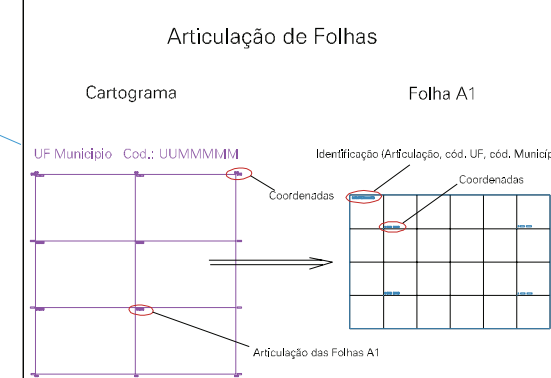 Articulação de Folhas
Cartograma
Folha A1
UF Municipio Cod.: UUMMMMM
Identificação (Articulação, cód. UF, cód. Municíp
Coordenadas
Coordenadas
Articulação das Folhas A1